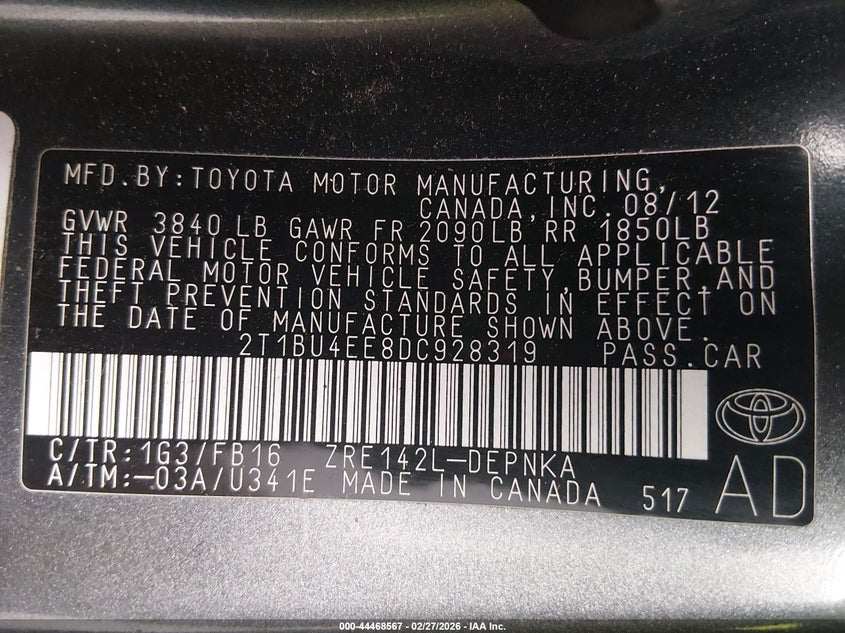 MFD.BY:TOYOTA MOTOR MANUFACTURING,
CANADA,INC.08/12
GVWR 3840 LB GAWR FR 2090LB RR 1850LB
THIS VEHICLE CONFORMS TO ALL APPLICABLE
FEDERAL MOTOR VEHICLE SAFETY,BUMPER,AND
THEFT PREVENTION STANDARDS IN EFFECT ON
THE DATE OF MANUFACTURE SHOWN ABOVE.
2T1BU4EE8DC928319 PASS.CAR
C/TR:1G3/FB16 ZRE142L-DEPNKA
A/TM:-03A/U341E MADE IN CANADA 517 AD
000-44468567 - 02/27/2026 - IAA Inc.